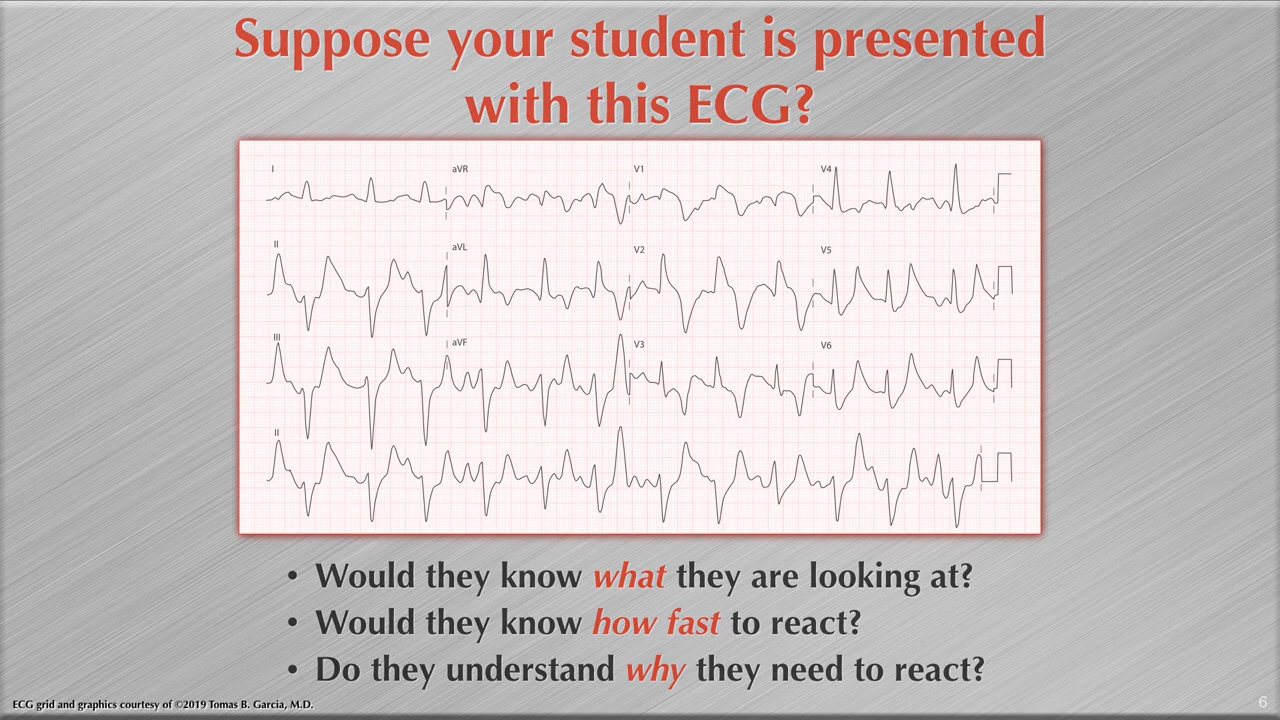 Suppose your student is presented
with this ECG?
I aVR V1 V4
II aVL V2 V5
III aVF V3 V6
II
• Would they know what they are looking at?
• Would they know how fast to react?
• Do they understand why they need to react?
ECG grid and graphics courtesy of ©2019 Tomas B. Garcia, M.D.
6